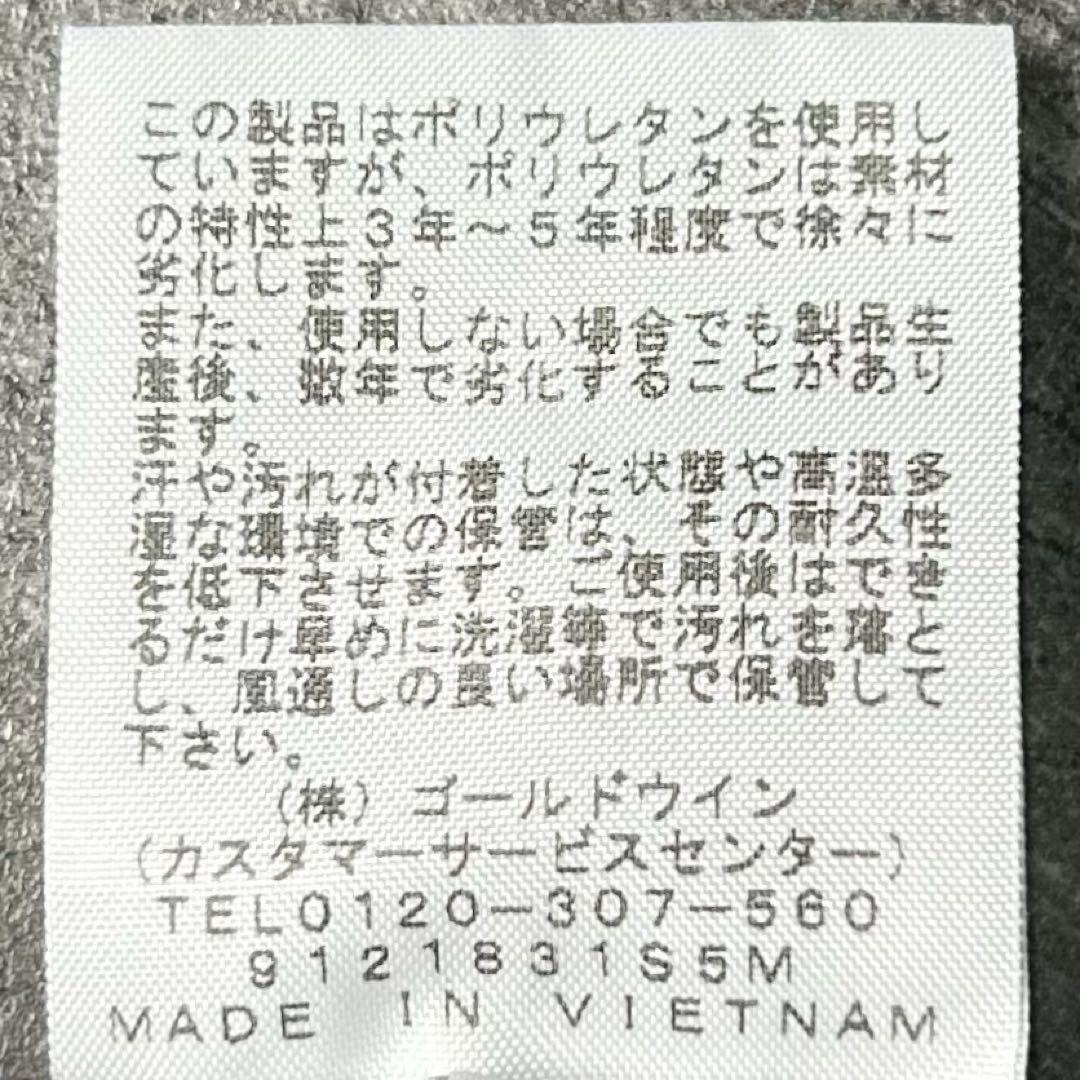 この製品はポリウレタンを使用し
ていますが、ポリウレタンは素材
の特性上3年～5年程度で徐々に
劣化します。
また、使用しない場合でも製品生
産後、数年で劣化することがあり
ます。
汗や汚れが付着した状態や高温多
湿な環境での保管は、その耐久性
を低下させます。ご使用後はでき
るだけ早めに洗濯等で汚れを落と
し、風通しの良い場所で保管して
下さい。
(株)ゴールドウイン
(カスタマーサービスセンター)
TEL0120-307-560
9121831S5M
MADE IN VIETNAM